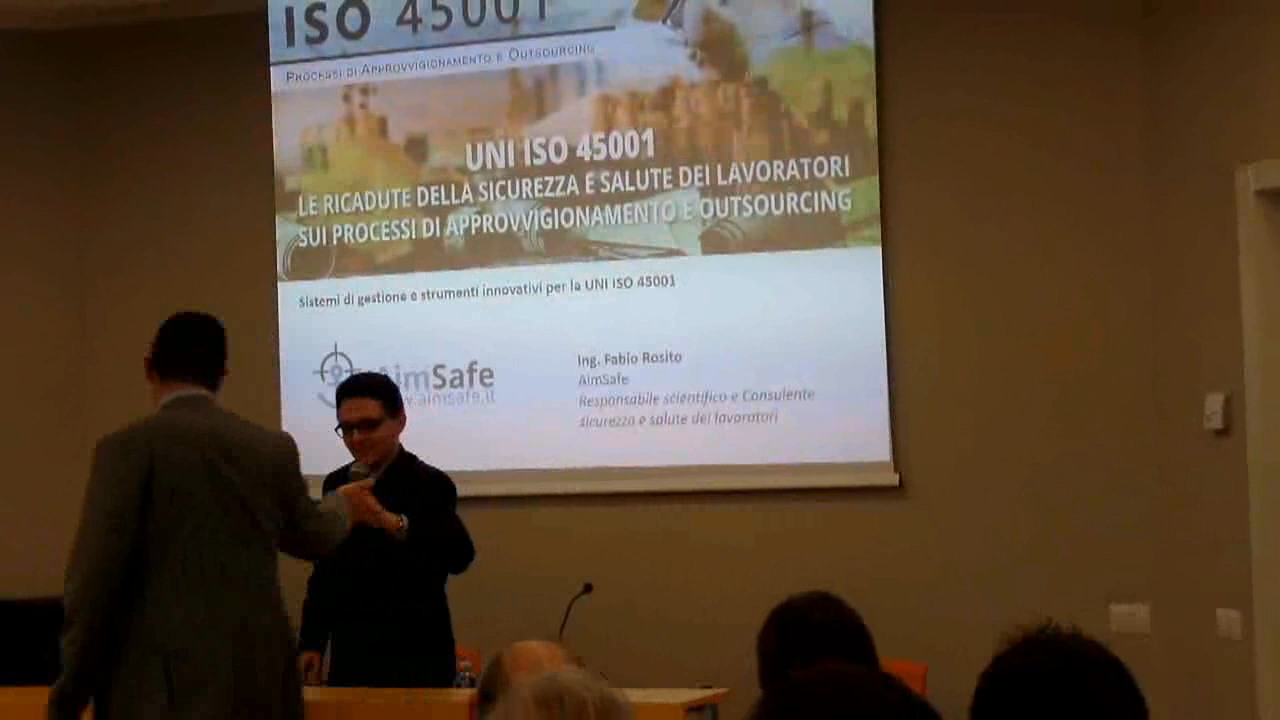 ISO 45001
PROCESSI DI APPROVVIGIONAMENTO E OUTSOURCING
UNI ISO 45001
LE RICADUTE DELLA SICUREZZA E SALUTE DEI LAVORATORI
SUI PROCESSI DI APPROVVIGIONAMENTO E OUTSOURCING
Sistemi di gestione e strumenti innovativi per la UNI ISO 45001
AimSafe
w.aimsafe.it
Ing. Fabio Rosito
AimSafe
Responsabile scientifico e Consulente
sicurezza e salute dei lavoratori